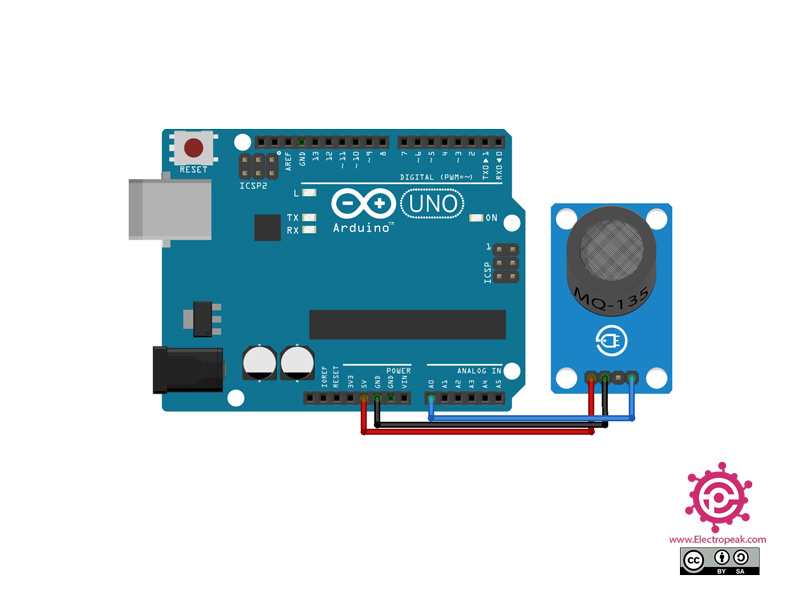 RESET
ICSP2
AREF
GND
13
12
~11
~10
~9
8
7
~6
~5
4
~3
2
TX0 ▶ 1
RX0 ◀ 0
DIGITAL (PWM=~)
L
TX
RX
UNO
ON
Arduino™
1
ICSP
MQ-135
POWER
ANALOG IN
IOREF
RESET
3V3
5V
GND
GND
VIN
A0
A1
A2
A3
A4
A5
www.Electropeak.com
cc
BY SA